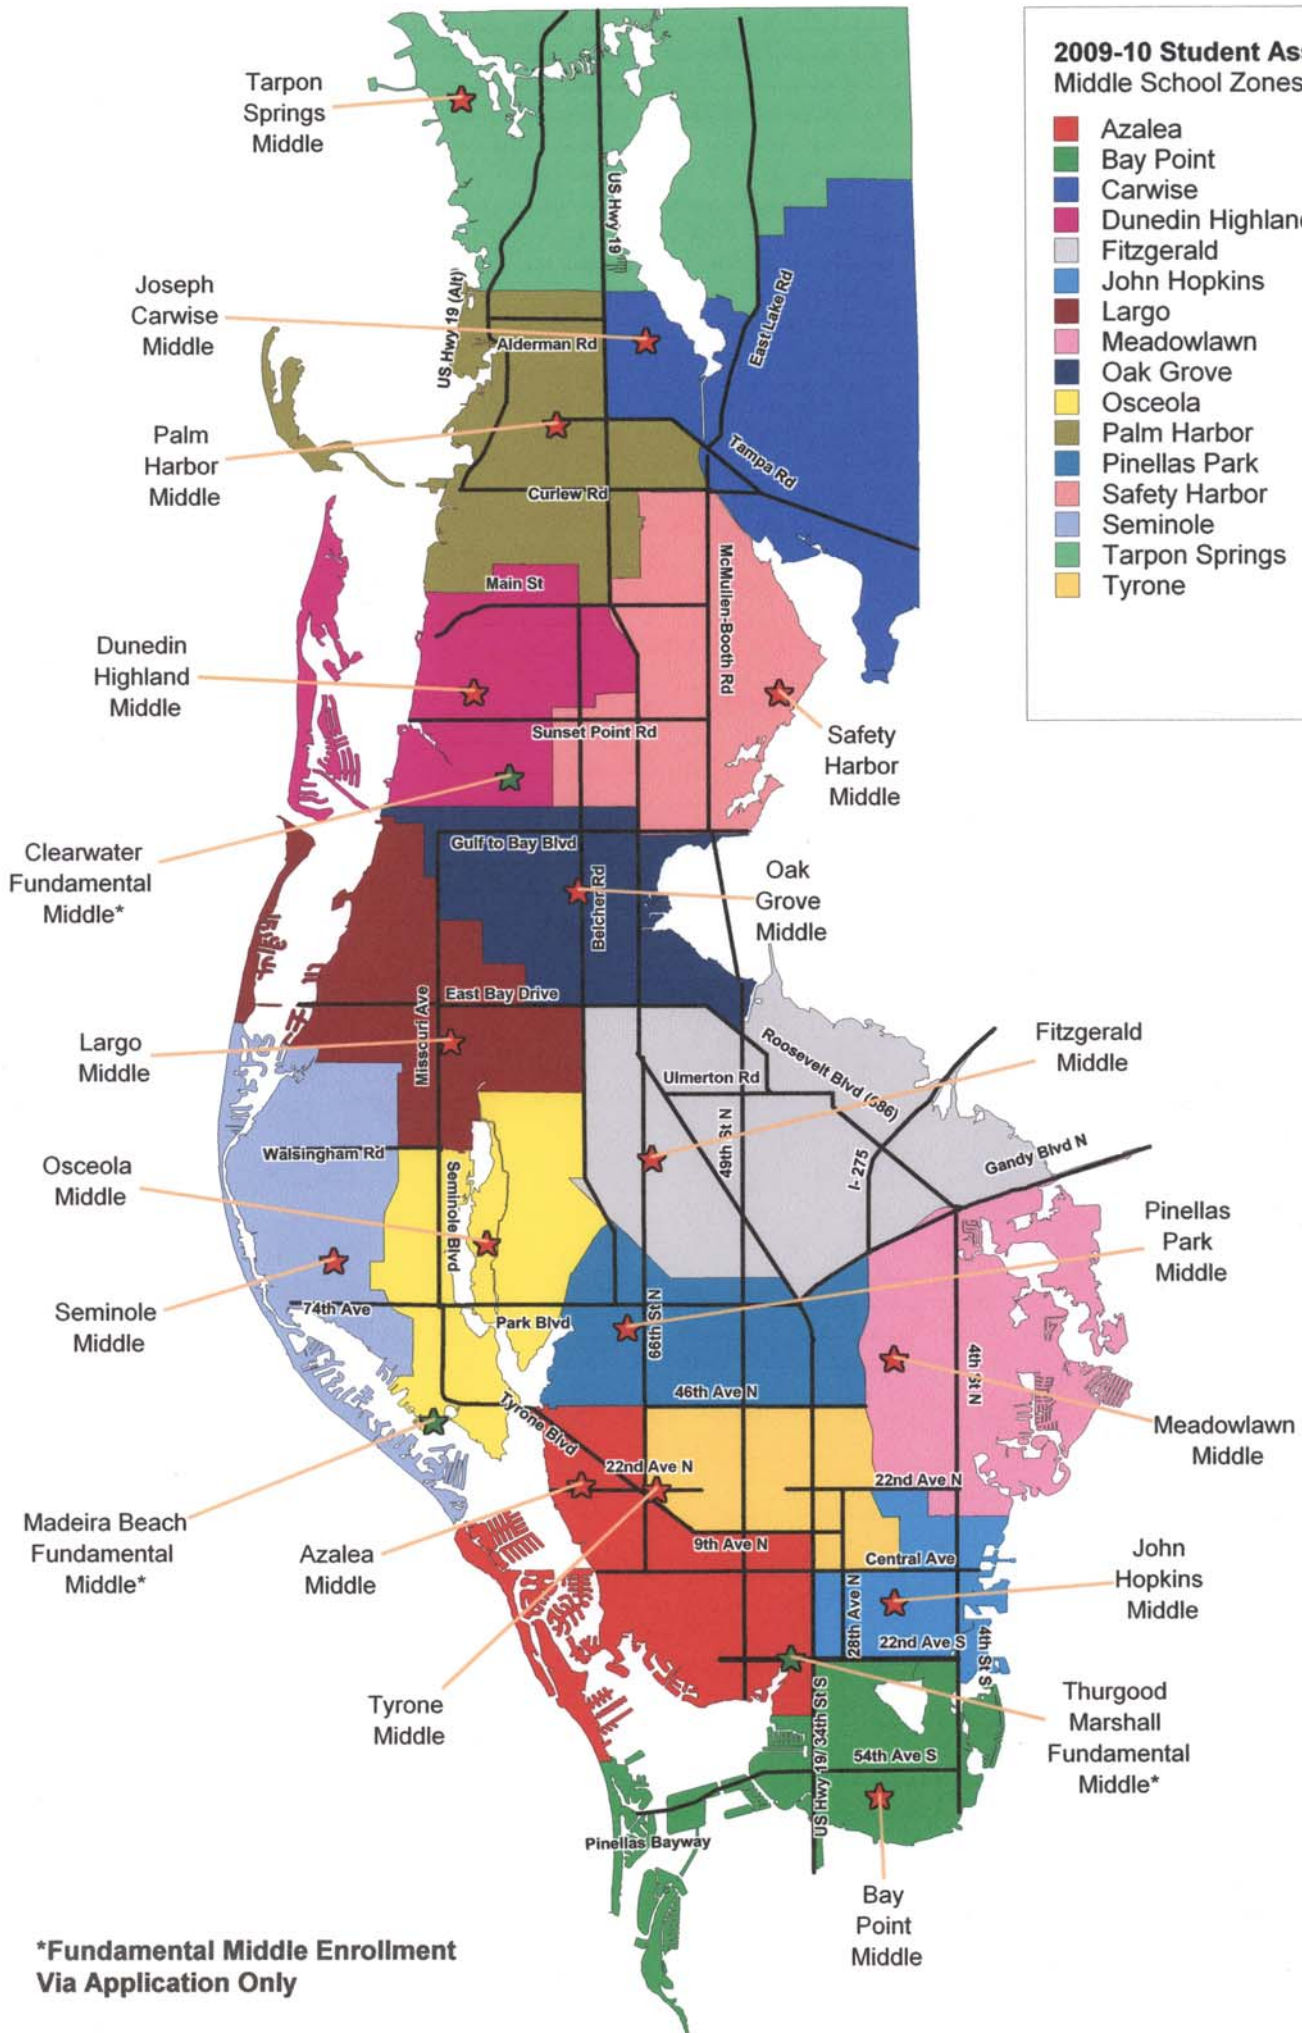 2009-10 Student As
Middle School Zones
Azalea
Bay Point
Carwise
Dunedin Highland
Fitzgerald
John Hopkins
Largo
Meadowlawn
Oak Grove
Osceola
Palm Harbor
Pinellas Park
Safety Harbor
Seminole
Tarpon Springs
Tyrone
Tarpon
Springs
Middle
US Hwy 19
Joseph
Carwise
Middle
US Hwy 19 (Alt)
Alderman Rd
East Lake Rd
Palm
Harbor
Middle
Tampa Rd
Curlew Rd
Main St
McMullen-Booth Rd
Dunedin
Highland
Middle
Sunset Point Rd
Safety
Harbor
Middle
Clearwater
Fundamental
Middle*
Gulf to Bay Blvd
Belcher Rd
Oak
Grove
Middle
East Bay Drive
Missouri Ave
Largo
Middle
Fitzgerald
Middle
Roosevelt Blvd (686)
Ulmerton Rd
49th St N
I-275
Gandy Blvd N
Walsingham Rd
Osceola
Middle
Seminole Blvd
Pinellas
Park
Middle
Seminole
Middle
74th Ave
Park Blvd
66th St N
4th St N
46th Ave N
Meadowlawn
Middle
Tyrone Blvd
22nd Ave N
22nd Ave N
Madeira Beach
Fundamental
Middle*
Azalea
Middle
9th Ave N
Central Ave
John
Hopkins
Middle
28th Ave N
22nd Ave S
4th St S
Tyrone
Middle
Thurgood
Marshall
Fundamental
Middle*
US Hwy 19/ 34th St S
54th Ave S
Pinellas Bayway
Bay
Point
Middle
*Fundamental Middle Enrollment
Via Application Only